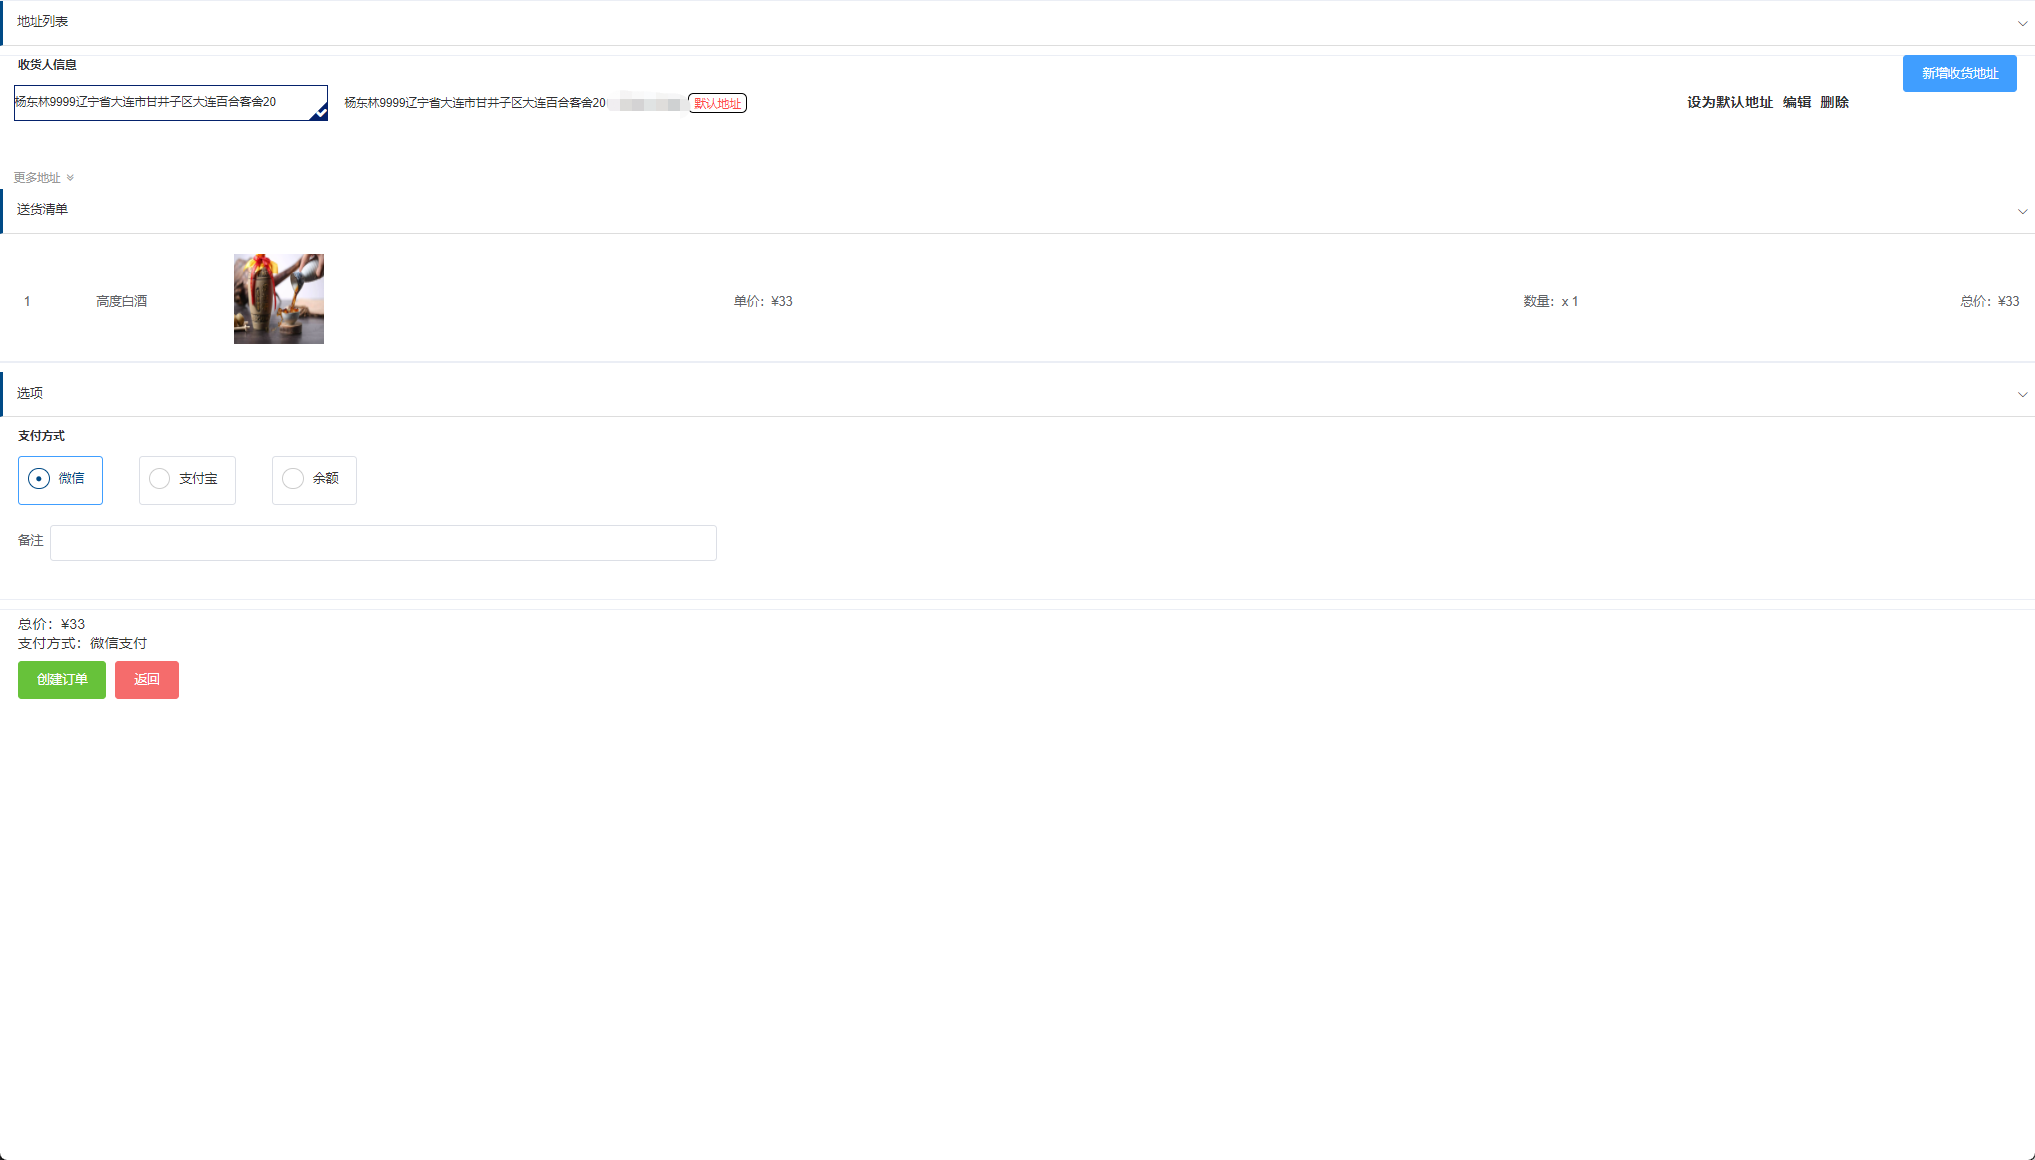 地址列表
收货人信息
新增收货地址
杨东林9999辽宁省大连市甘井子区大连百合客舍20
杨东林9999辽宁省大连市甘井子区大连百合客舍20 默认地址
设为默认地址 编辑 删除
更多地址
送货清单
1 高度白酒 单价：¥33 数量：x 1 总价：¥33
选项
支付方式
微信 支付宝 余额
备注
总价：¥33
支付方式：微信支付
创建订单 返回